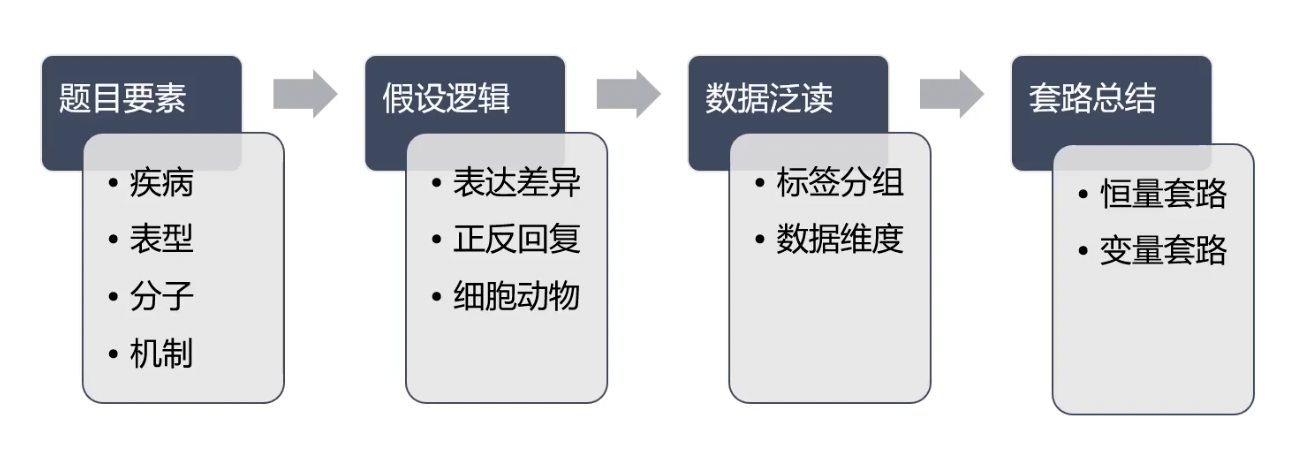 题目要素
• 疾病
• 表型
• 分子
• 机制
假设逻辑
• 表达差异
• 正反回复
• 细胞动物
数据泛读
• 标签分组
• 数据维度
套路总结
• 恒量套路
• 变量套路